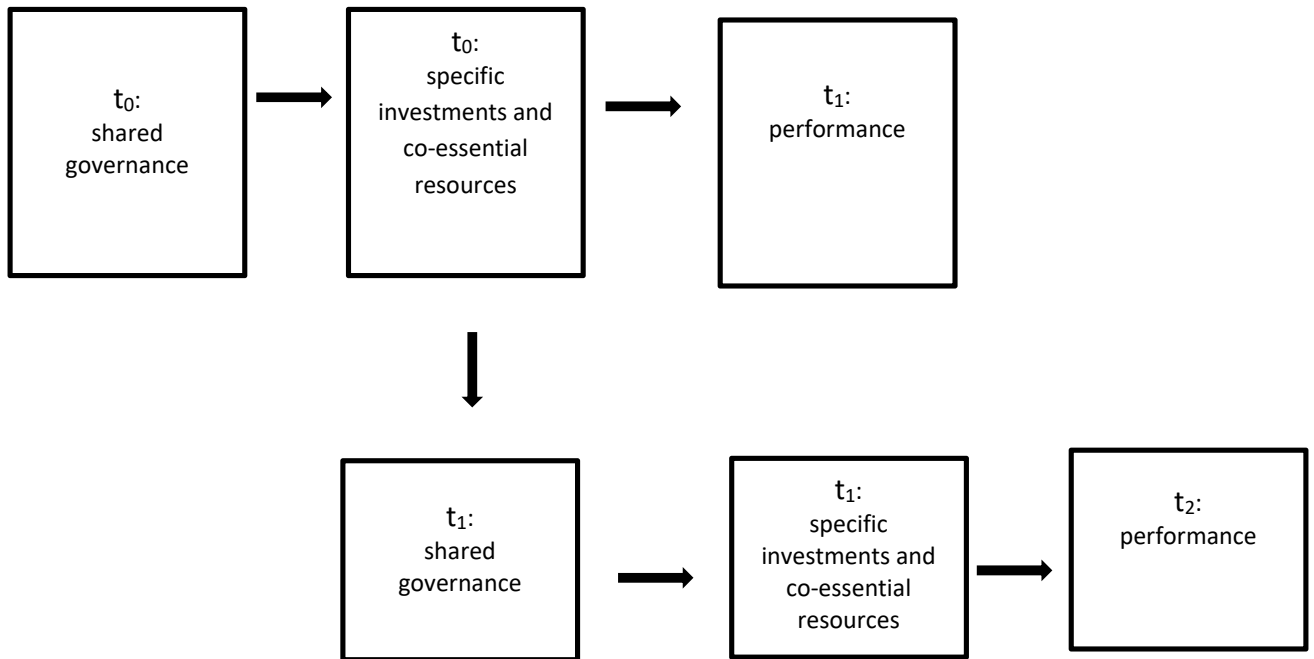 t₀:
shared
governance
t₀:
specific
investments and
co-essential
resources
t₁:
performance
t₁:
shared
governance
t₁:
specific
investments and
co-essential
resources
t₂:
performance